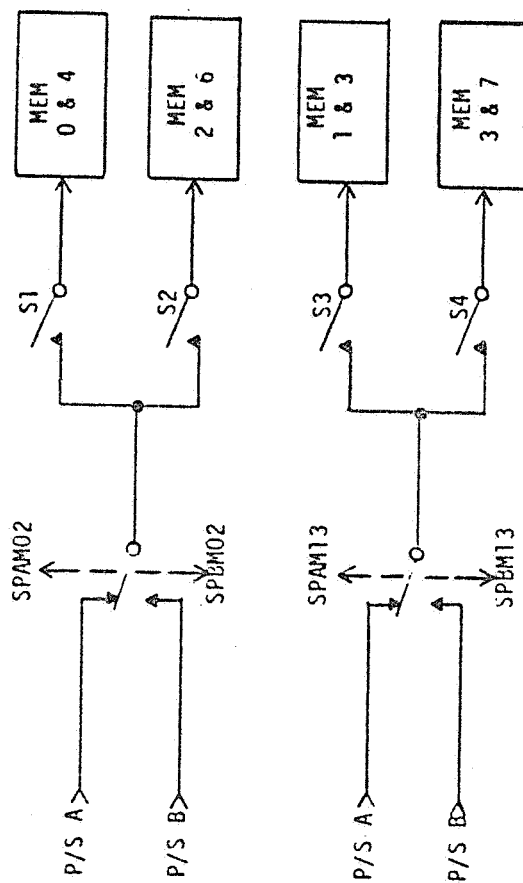 MEM
0 & 4
S1
MEM
2 & 6
S2
SPAM02
SPBM02
P/S A
P/S B
MEM
1 & 3
S3
MEM
3 & 7
S4
SPAM13
SPBM13
P/S A
P/S B